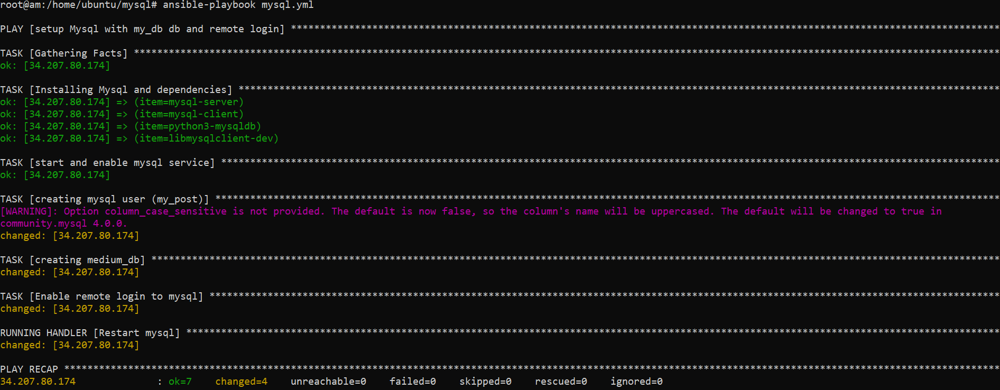 root@am:/home/ubuntu/mysql# ansible-playbook mysql.yml
PLAY [setup Mysql with my_db db and remote login] **************************************************************************************************************************
TASK [Gathering Facts] *****************************************************************************************************************************************************
ok: [34.207.80.174]
TASK [Installing Mysql and dependencies] ***********************************************************************************************************************************
ok: [34.207.80.174] => (item=mysql-server)
ok: [34.207.80.174] => (item=mysql-client)
ok: [34.207.80.174] => (item=python3-mysqldb)
ok: [34.207.80.174] => (item=libmysqlclient-dev)
TASK [start and enable mysql service] **************************************************************************************************************************************
ok: [34.207.80.174]
TASK [creating mysql user (my_post)] ***************************************************************************************************************************************
[WARNING]: Option column_case_sensitive is not provided. The default is now false, so the column's name will be uppercased. The default will be changed to true in
community.mysql 4.0.0.
changed: [34.207.80.174]
TASK [creating medium_db] **************************************************************************************************************************************************
changed: [34.207.80.174]
TASK [Enable remote login to mysql] ****************************************************************************************************************************************
changed: [34.207.80.174]
RUNNING HANDLER [Restart mysql] ********************************************************************************************************************************************
changed: [34.207.80.174]
PLAY RECAP *****************************************************************************************************************************************************************
34.207.80.174              : ok=7    changed=4    unreachable=0    failed=0    skipped=0    rescued=0    ignored=0